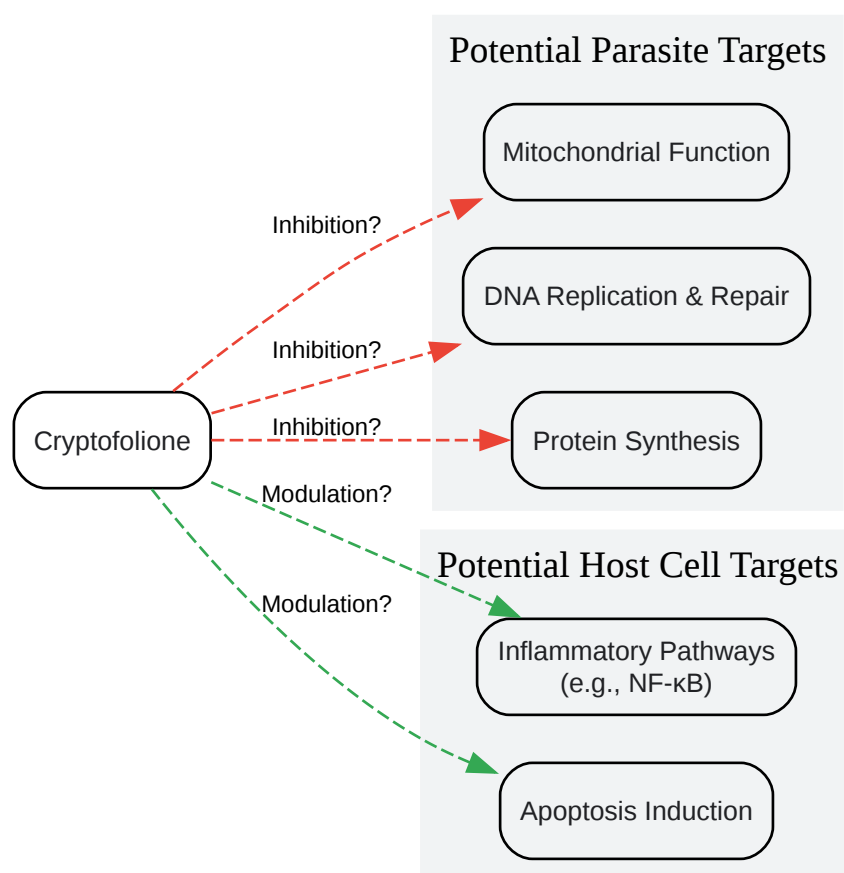 Potential Parasite Targets
Mitochondrial Function
Inhibition?
DNA Replication & Repair
Inhibition?
Inhibition?
Cryptofolione
Protein Synthesis
Modulation?
Potential Host Cell Targets
Modulation?
Inflammatory Pathways
(e.g., NF-κB)
Apoptosis Induction